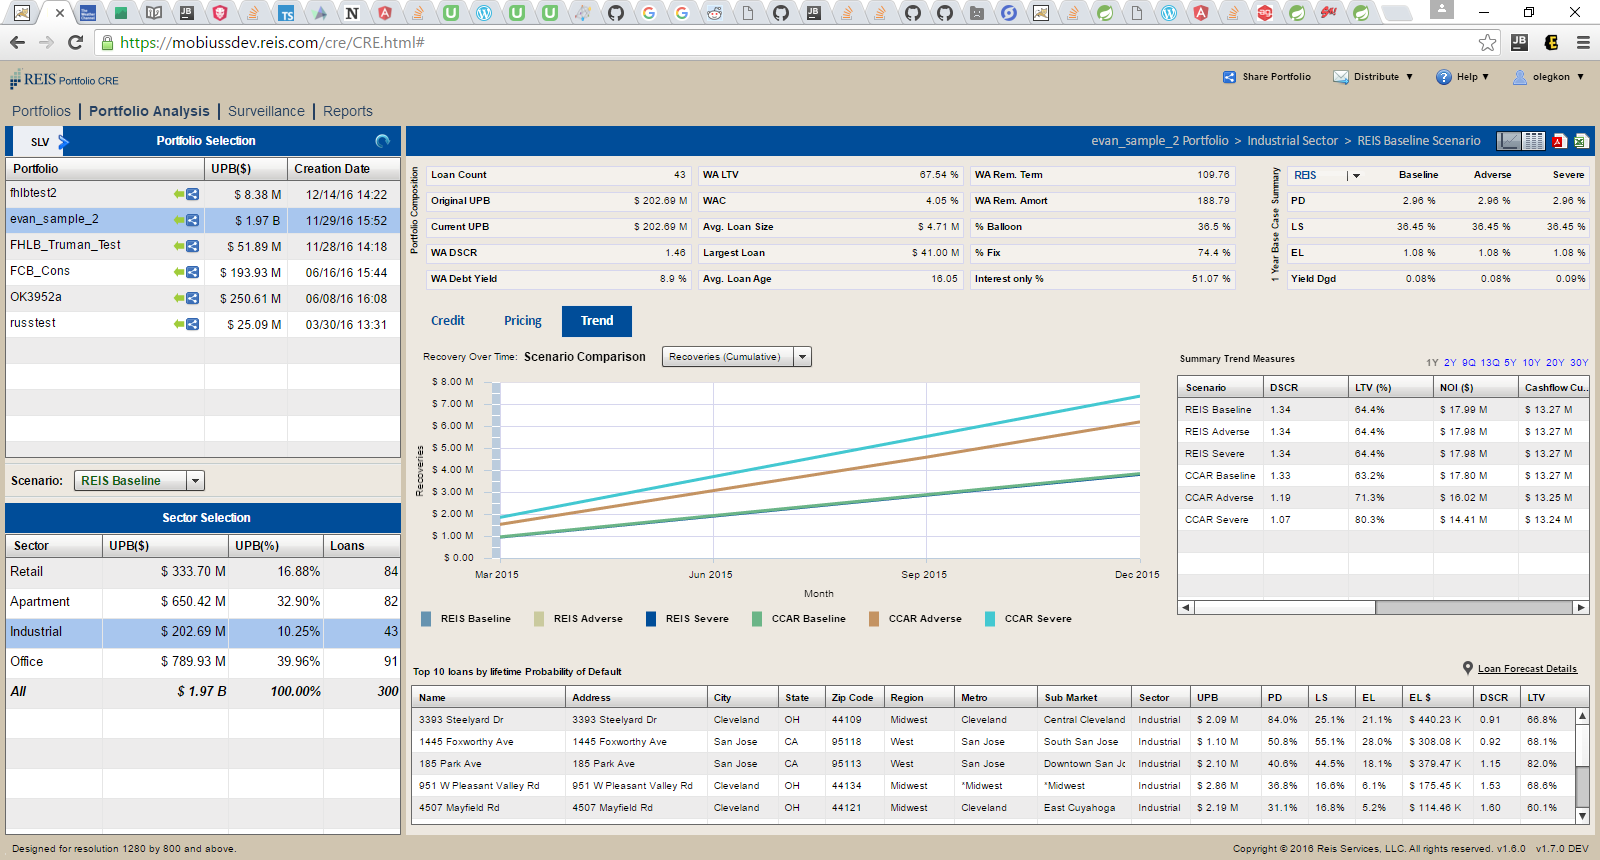 https://mobiussdev.reis.com/cre/CRE.html#
REIS Portfolio CRE
Share Portfolio Distribute ▼ Help ▼ olegkon ▼
Portfolios | Portfolio Analysis | Surveillance | Reports
SLV Portfolio Selection
Portfolio UPB($) Creation Date
fhlbtest2 $ 8.38 M 12/14/16 14:22
evan_sample_2 $ 1.97 B 11/29/16 15:52
FHLB_Truman_Test $ 51.89 M 11/28/16 14:18
FCB_Cons $ 193.93 M 06/16/16 15:44
OK3952a $ 250.61 M 06/08/16 16:08
russtest $ 25.09 M 03/30/16 13:31
Scenario: REIS Baseline
Sector Selection
Sector UPB($) UPB(%) Loans
Retail $ 333.70 M 16.88% 84
Apartment $ 650.42 M 32.90% 82
Industrial $ 202.69 M 10.25% 43
Office $ 789.93 M 39.96% 91
All $ 1.97 B 100.00% 300
evan_sample_2 Portfolio > Industrial Sector > REIS Baseline Scenario
Portfolio Composition
Loan Count 43 WA LTV 67.54 % WA Rem. Term 109.76
Original UPB $ 202.69 M WAC 4.05 % WA Rem. Amort 188.79
Current UPB $ 202.69 M Avg. Loan Size $ 4.71 M % Balloon 36.5 %
WA DSCR 1.46 Largest Loan $ 41.00 M % Fix 74.4 %
WA Debt Yield 8.9 % Avg. Loan Age 16.05 Interest only % 51.07 %
1 Year Base Case Summary
REIS Baseline Adverse Severe
PD 2.96 % 2.96 % 2.96 %
LS 36.45 % 36.45 % 36.45 %
EL 1.08 % 1.08 % 1.08 %
Yield Dgd 0.08% 0.08% 0.09%
Credit Pricing Trend
Recovery Over Time: Scenario Comparison Recoveries (Cumulative)
Recoveries
$ 8.00 M
$ 7.00 M
$ 6.00 M
$ 5.00 M
$ 4.00 M
$ 3.00 M
$ 2.00 M
$ 1.00 M
$ 0.00
Mar 2015 Jun 2015 Sep 2015 Dec 2015
Month
REIS Baseline REIS Adverse REIS Severe CCAR Baseline CCAR Adverse CCAR Severe
Summary Trend Measures
1Y 2Y 9Q 13Q 5Y 10Y 20Y 30Y
Scenario DSCR LTV (%) NOI ($) Cashflow Cu..
REIS Baseline 1.34 64.4% $ 17.99 M $ 13.27 M
REIS Adverse 1.34 64.4% $ 17.98 M $ 13.27 M
REIS Severe 1.34 64.4% $ 17.98 M $ 13.27 M
CCAR Baseline 1.33 63.2% $ 17.80 M $ 13.27 M
CCAR Adverse 1.19 71.3% $ 16.02 M $ 13.25 M
CCAR Severe 1.07 80.3% $ 14.41 M $ 13.24 M
Top 10 loans by lifetime Probability of Default Loan Forecast Details
Name Address City State Zip Code Region Metro Sub Market Sector UPB PD LS EL EL $ DSCR LTV
3393 Steelyard Dr 3393 Steelyard Dr Cleveland OH 44109 Midwest Cleveland Central Cleveland Industrial $ 2.09 M 84.0% 25.1% 21.1% $ 440.23 K 0.91 66.8%
1445 Foxworthy Ave 1445 Foxworthy Ave San Jose CA 95118 West San Jose South San Jose Industrial $ 1.10 M 50.8% 55.1% 28.0% $ 308.08 K 0.92 68.1%
185 Park Ave 185 Park Ave San Jose CA 95113 West San Jose Downtown San Jc Industrial $ 2.10 M 40.6% 44.5% 18.1% $ 379.47 K 1.15 82.0%
951 W Pleasant Valley Rd 951 W Pleasant Valley Rd Cleveland OH 44134 Midwest *Midwest *Midwest Industrial $ 2.86 M 36.8% 16.6% 6.1% $ 175.45 K 1.53 68.6%
4507 Mayfield Rd 4507 Mayfield Rd Cleveland OH 44121 Midwest Cleveland East Cuyahoga Industrial $ 2.19 M 31.1% 16.8% 5.2% $ 114.46 K 1.60 60.1%
Designed for resolution 1280 by 800 and above. Copyright © 2016 Reis Services, LLC. All rights reserved. v1.6.0 v1.7.0 DEV